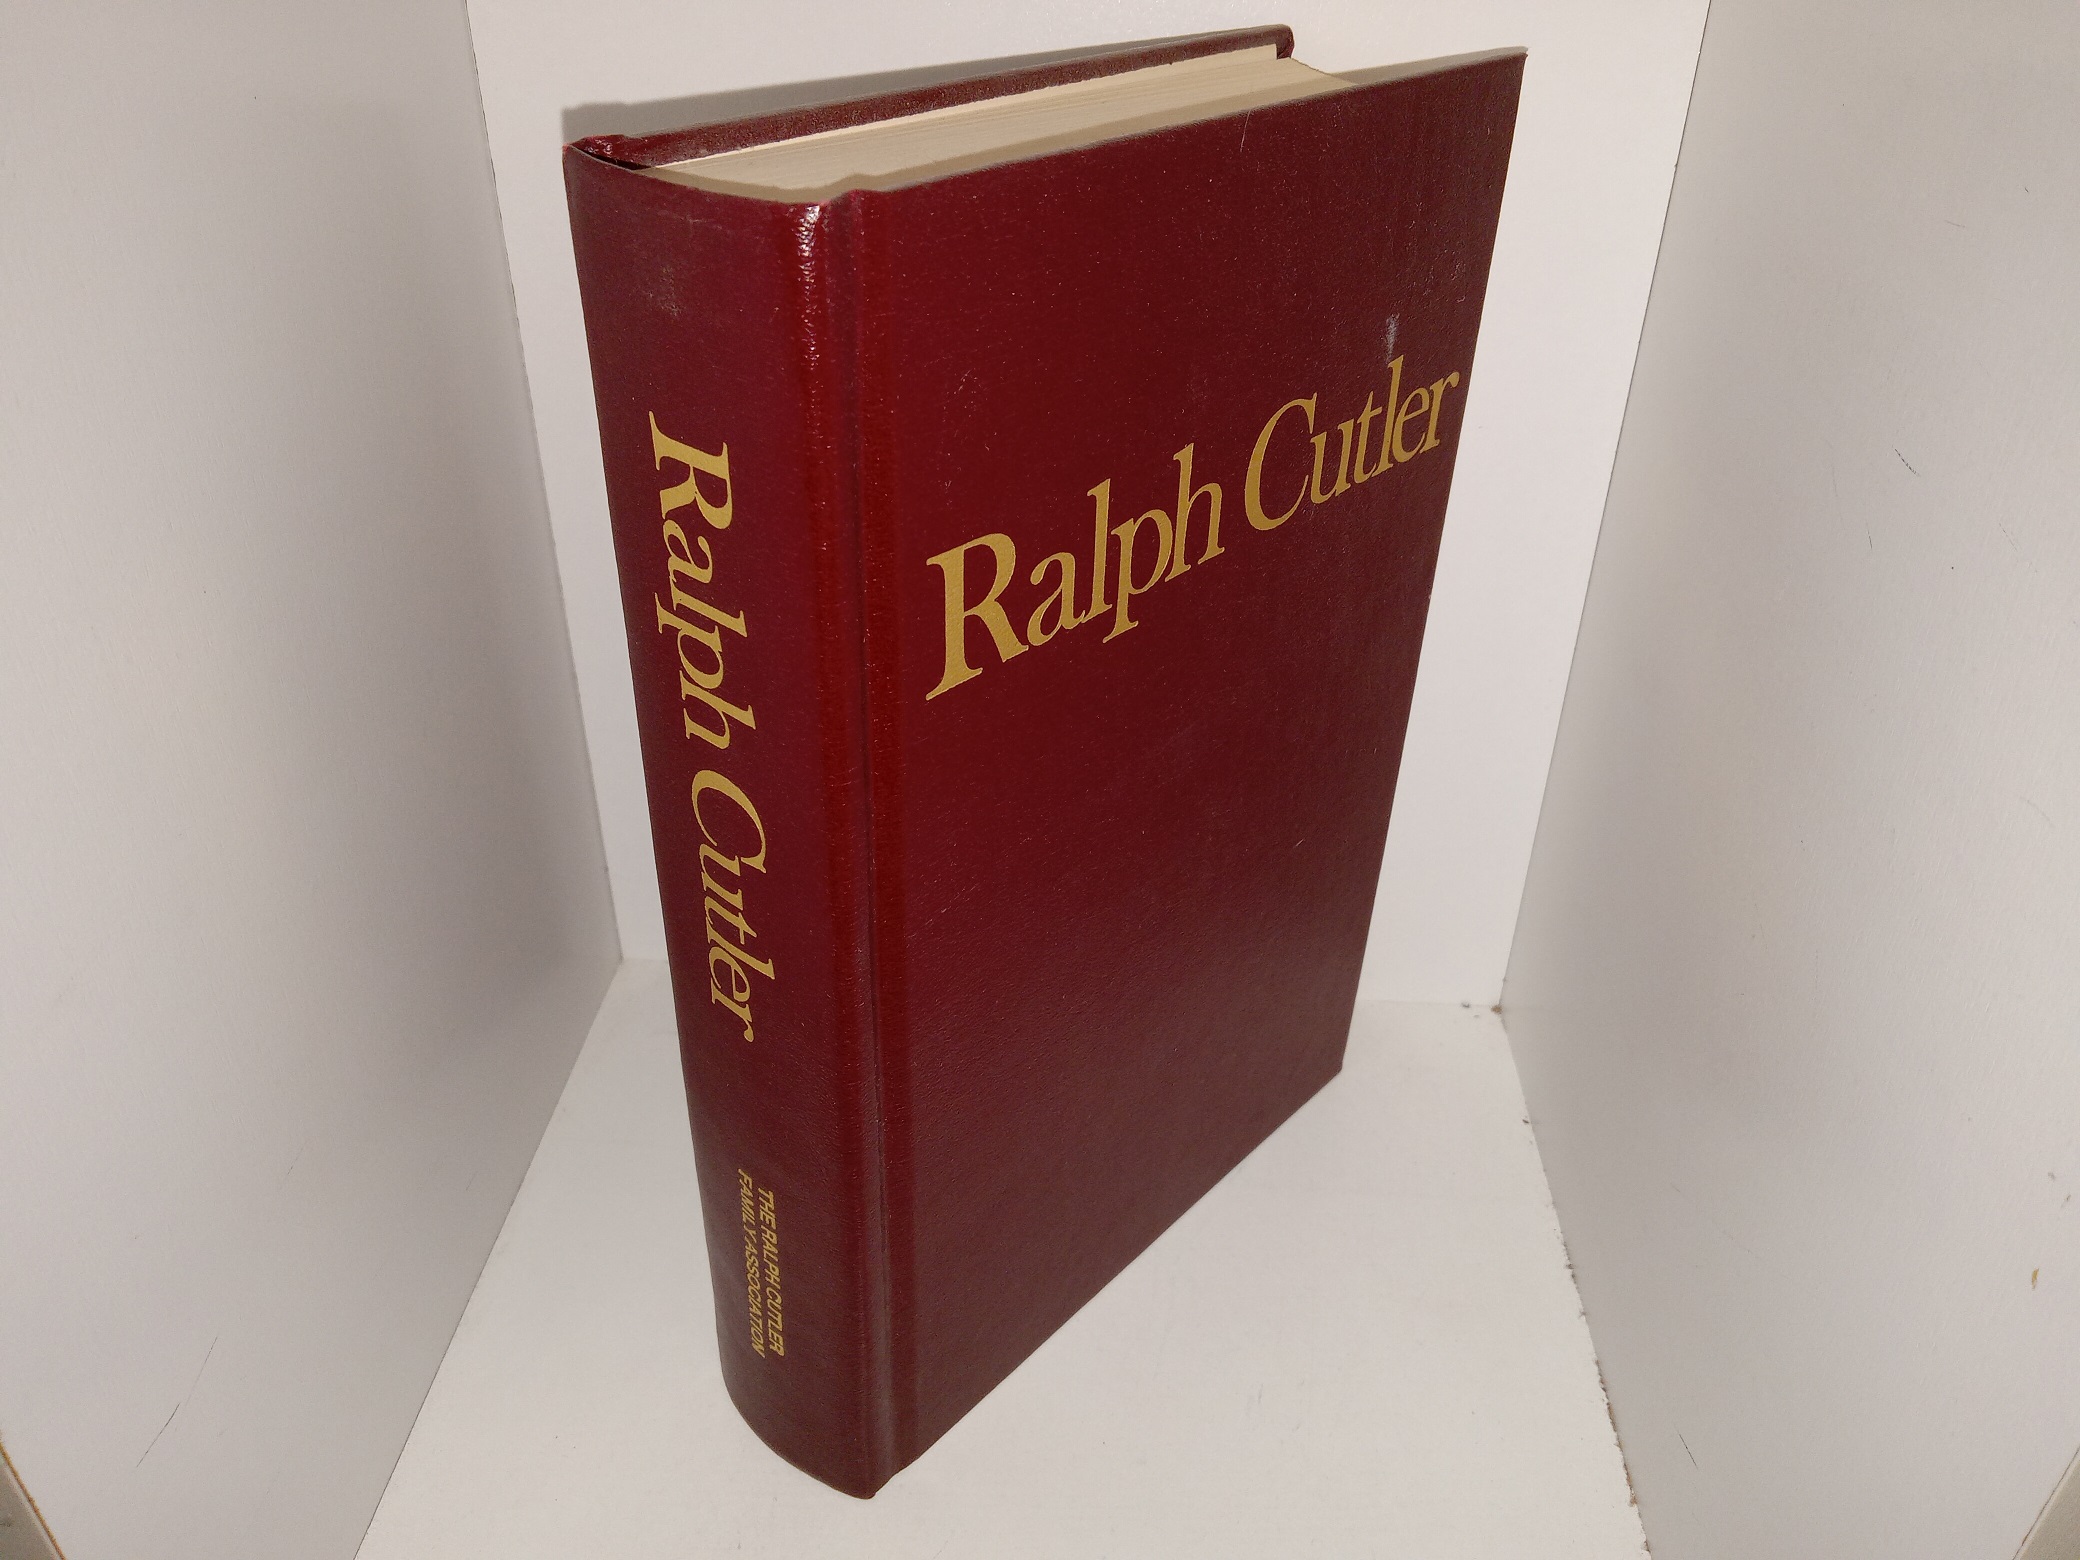 Ralph Cutler
Ralph Cutler
THE RALPH CUTLER
FAMILY ASSOCIATION